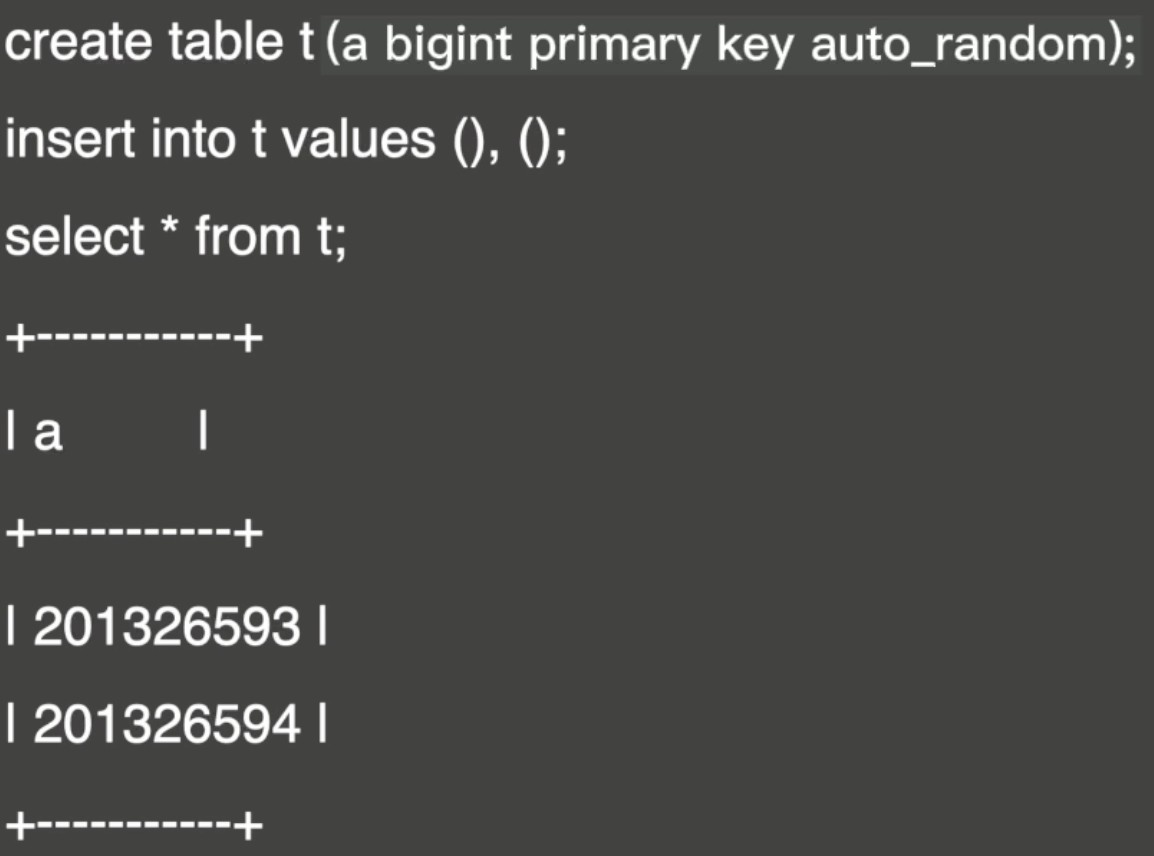 create table t (a bigint primary key auto_random);
insert into t values (), ();
select * from t;
+-----------+
| a         |
+-----------+
| 201326593 |
| 201326594 |
+-----------+